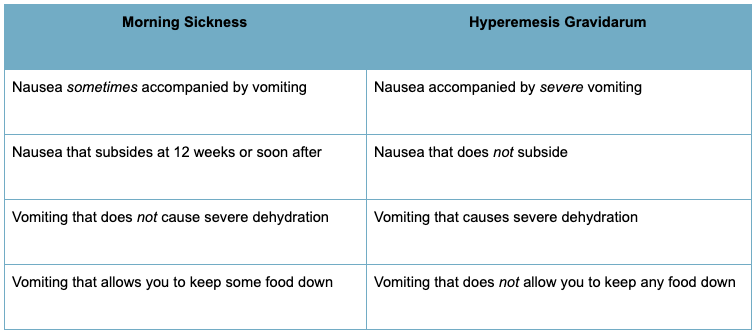 Morning Sickness
Hyperemesis Gravidarum
Nausea sometimes accompanied by vomiting
Nausea accompanied by severe vomiting
Nausea that subsides at 12 weeks or soon after
Nausea that does not subside
Vomiting that does not cause severe dehydration
Vomiting that causes severe dehydration
Vomiting that allows you to keep some food down
Vomiting that does not allow you to keep any food down